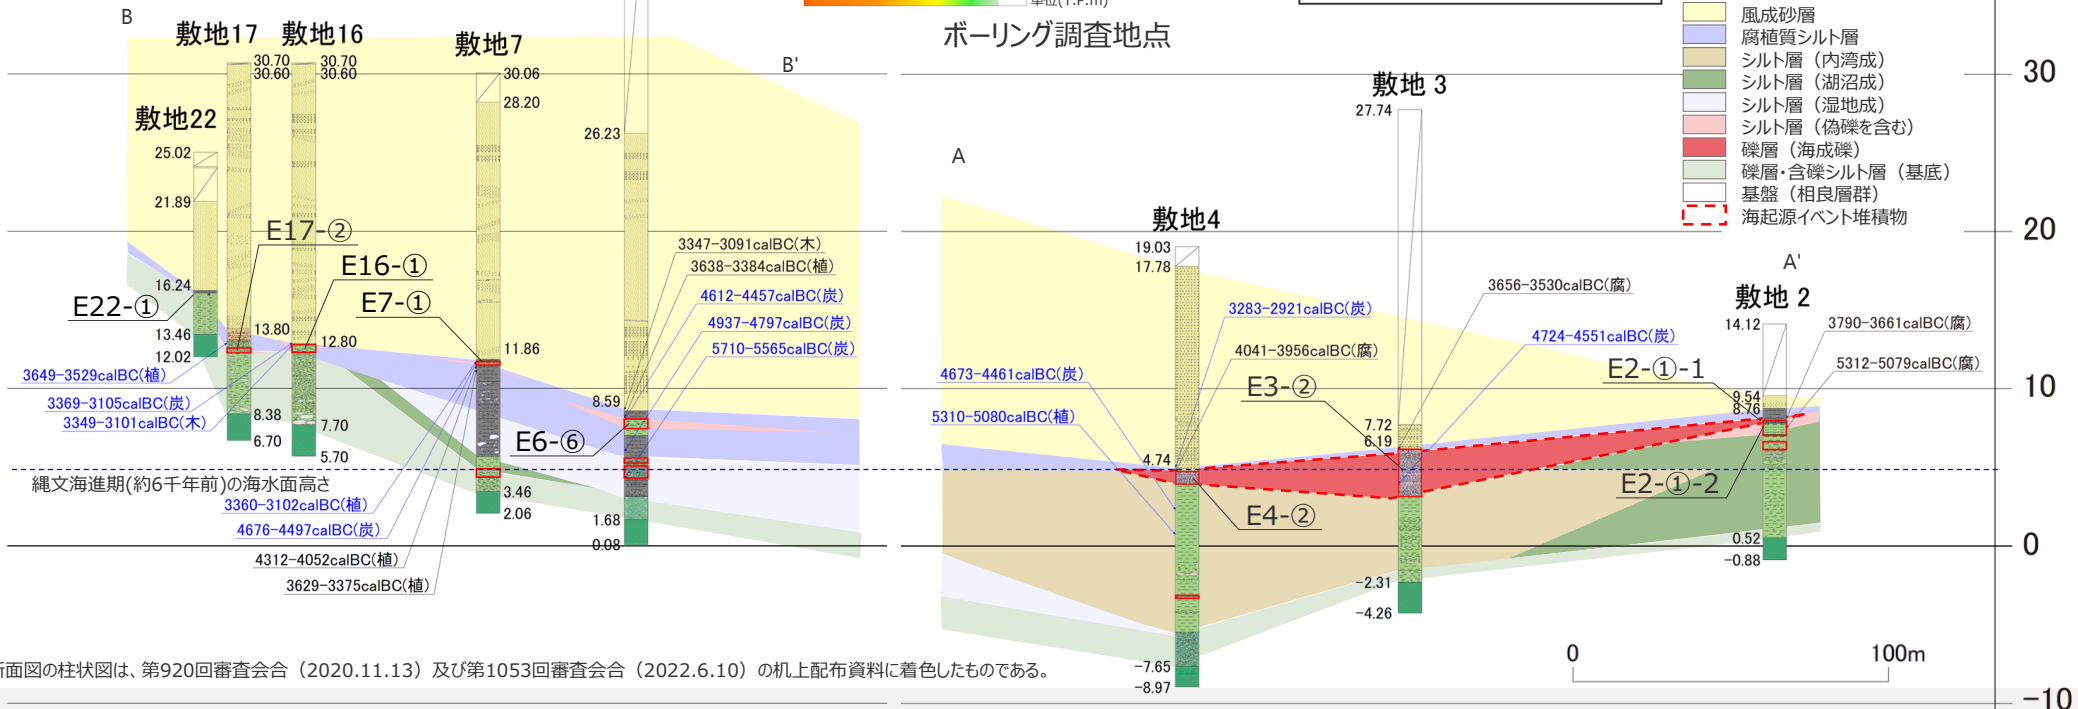 単位(T.P.m)
ボーリング調査地点
風成砂層
腐植質シルト層
シルト層（内湾成）
シルト層（湖沼成）
シルト層（湿地成）
シルト層（偽礫を含む）
礫層（海成礫）
礫層・含礫シルト層（基底）
基盤（相良層群）
海起源イベント堆積物
B
B'
敷地17
30.70
30.60
13.80
8.38
6.70
敷地16
30.70
30.60
12.80
7.70
5.70
敷地7
30.06
28.20
11.86
3.46
2.06
敷地22
25.02
21.89
16.24
13.46
12.02
26.23
8.59
1.68
0.08
E17-②
E16-①
E22-①
E7-①
E6-⑥
3347-3091calBC(木)
3638-3384calBC(植)
4612-4457calBC(炭)
4937-4797calBC(炭)
5710-5565calBC(炭)
3649-3529calBC(植)
3369-3105calBC(炭)
3349-3101calBC(木)
縄文海進期(約6千年前)の海水面高さ
3360-3102calBC(植)
4676-4497calBC(炭)
4312-4052calBC(植)
3629-3375calBC(植)
A
A'
敷地4
19.03
17.78
4.74
-7.65
-8.97
敷地 3
27.74
7.72
6.19
-2.31
-4.26
敷地 2
14.12
9.54
8.76
0.52
-0.88
3283-2921calBC(炭)
4041-3956calBC(腐)
4673-4461calBC(炭)
5310-5080calBC(植)
3656-3530calBC(腐)
4724-4551calBC(炭)
3790-3661calBC(腐)
5312-5079calBC(腐)
E3-②
E4-②
E2-①-1
E2-①-2
30
20
10
0
-10
0 100m
面図の柱状図は、第920回審査会合（2020.11.13）及び第1053回審査会合（2022.6.10）の机上配布資料に着色したものである。